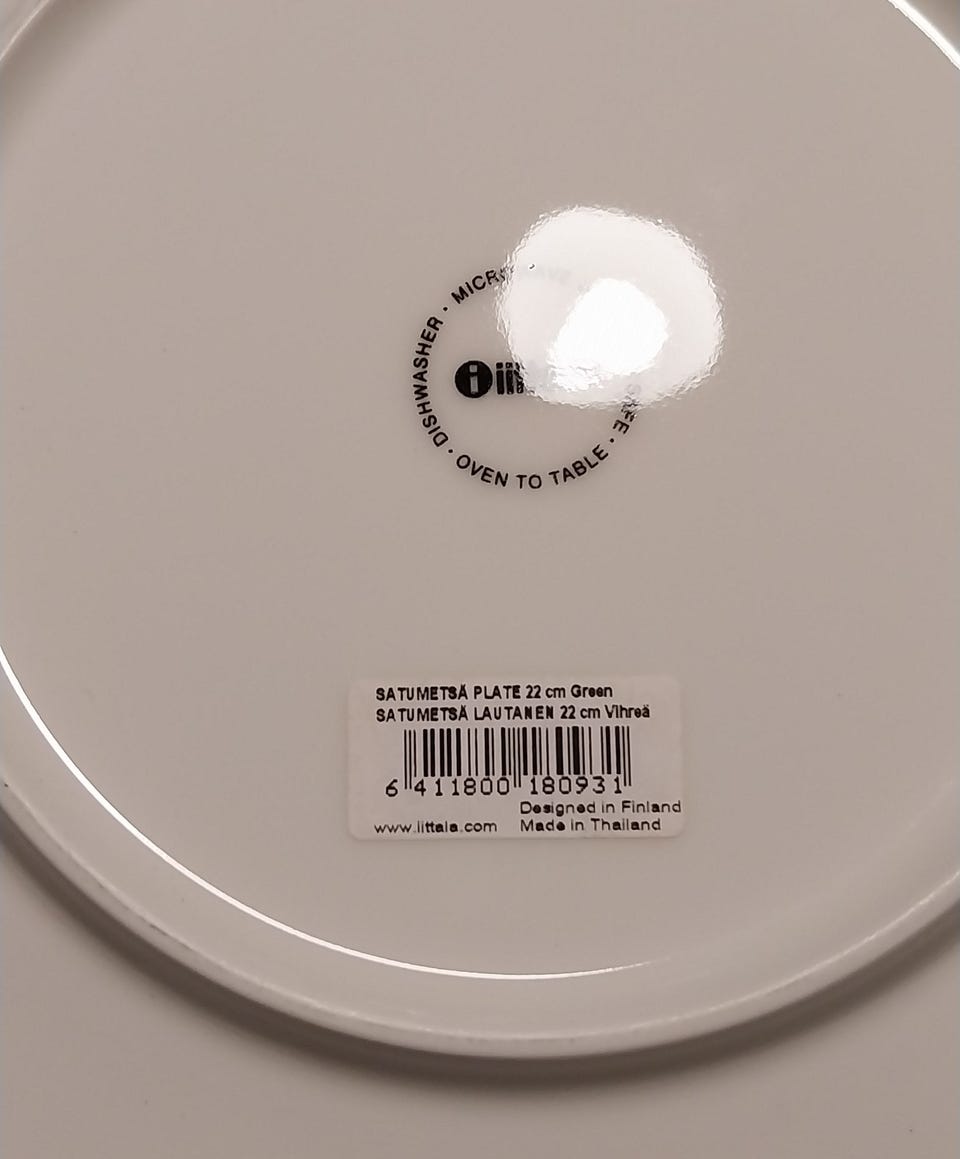 DISHWASHER ·
· OVEN TO TABLE ·
SATUMETSÄ PLATE 22 cm Green
SATUMETSÄ LAUTANEN 22 cm Vihreä
6 411800 180931
Designed in Finland
www.iittala.com Made in Thailand